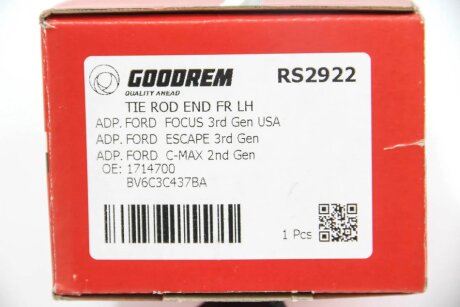 GOODREM RS2922
QUALITY AHEAD
TIE ROD END FR LH
ADP. FORD FOCUS 3rd Gen USA
ADP. FORD ESCAPE 3rd Gen
ADP. FORD C-MAX 2nd Gen
OE: 1714700
BV6C3C437BA
1 Pcs